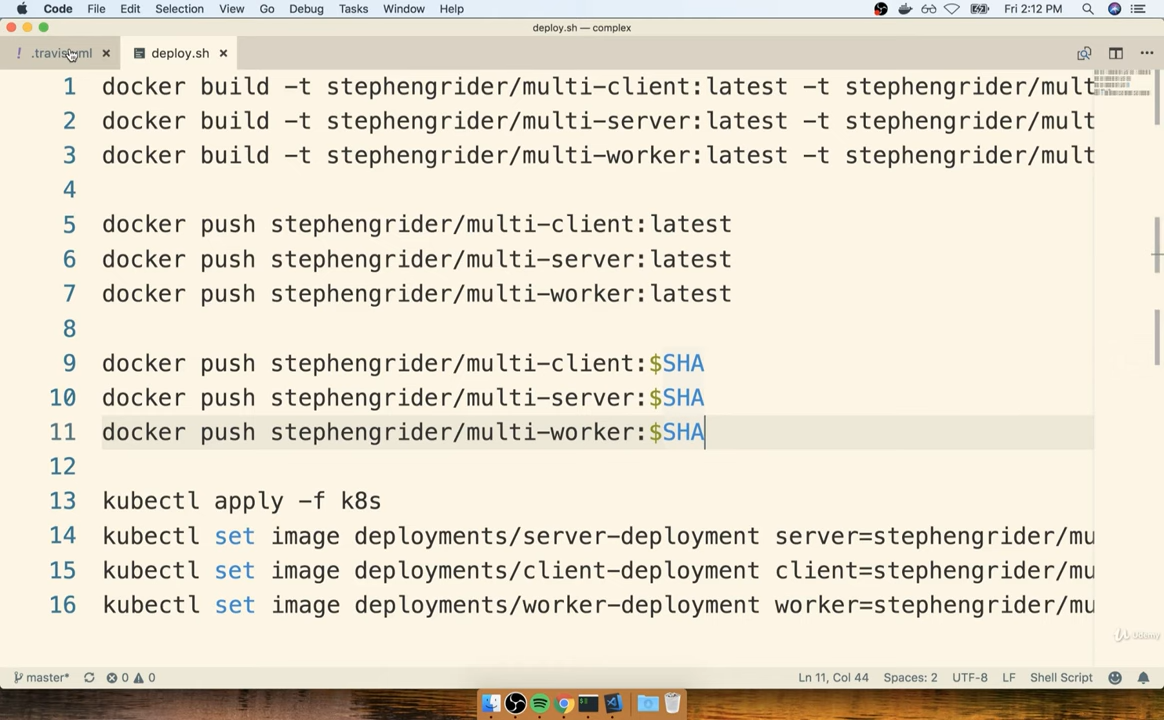 Code File Edit Selection View Go Debug Tasks Window Help Fri 2:12 PM
deploy.sh — complex
! deploy.sh
1 docker build -t stephengrider/multi-client:latest -t stephengrider/mult
2 docker build -t stephengrider/multi-server:latest -t stephengrider/mult
3 docker build -t stephengrider/multi-worker:latest -t stephengrider/mult
4
5 docker push stephengrider/multi-client:latest
6 docker push stephengrider/multi-server:latest
7 docker push stephengrider/multi-worker:latest
8
9 docker push stephengrider/multi-client:$SHA
10 docker push stephengrider/multi-server:$SHA
11 docker push stephengrider/multi-worker:$SHA
12
13 kubectl apply -f k8s
14 kubectl set image deployments/server-deployment server=stephengrider/mu
15 kubectl set image deployments/client-deployment client=stephengrider/mu
16 kubectl set image deployments/worker-deployment worker=stephengrider/mu
Udemy
master* 0 0 Ln 11, Col 44 Spaces: 2 UTF-8 LF Shell Script